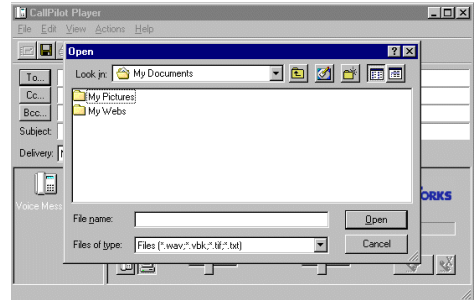 CallPilot Player
File Edit View Actions Help
Open
Look in: My Documents
To...
My Pictures
Cc...
My Webs
Bcc...
Subject:
Delivery:
Voice Mess
ORKS
File name:
Open
Files of type: Files (*.wav;*.vbk;*.tif;*.txt)
Cancel